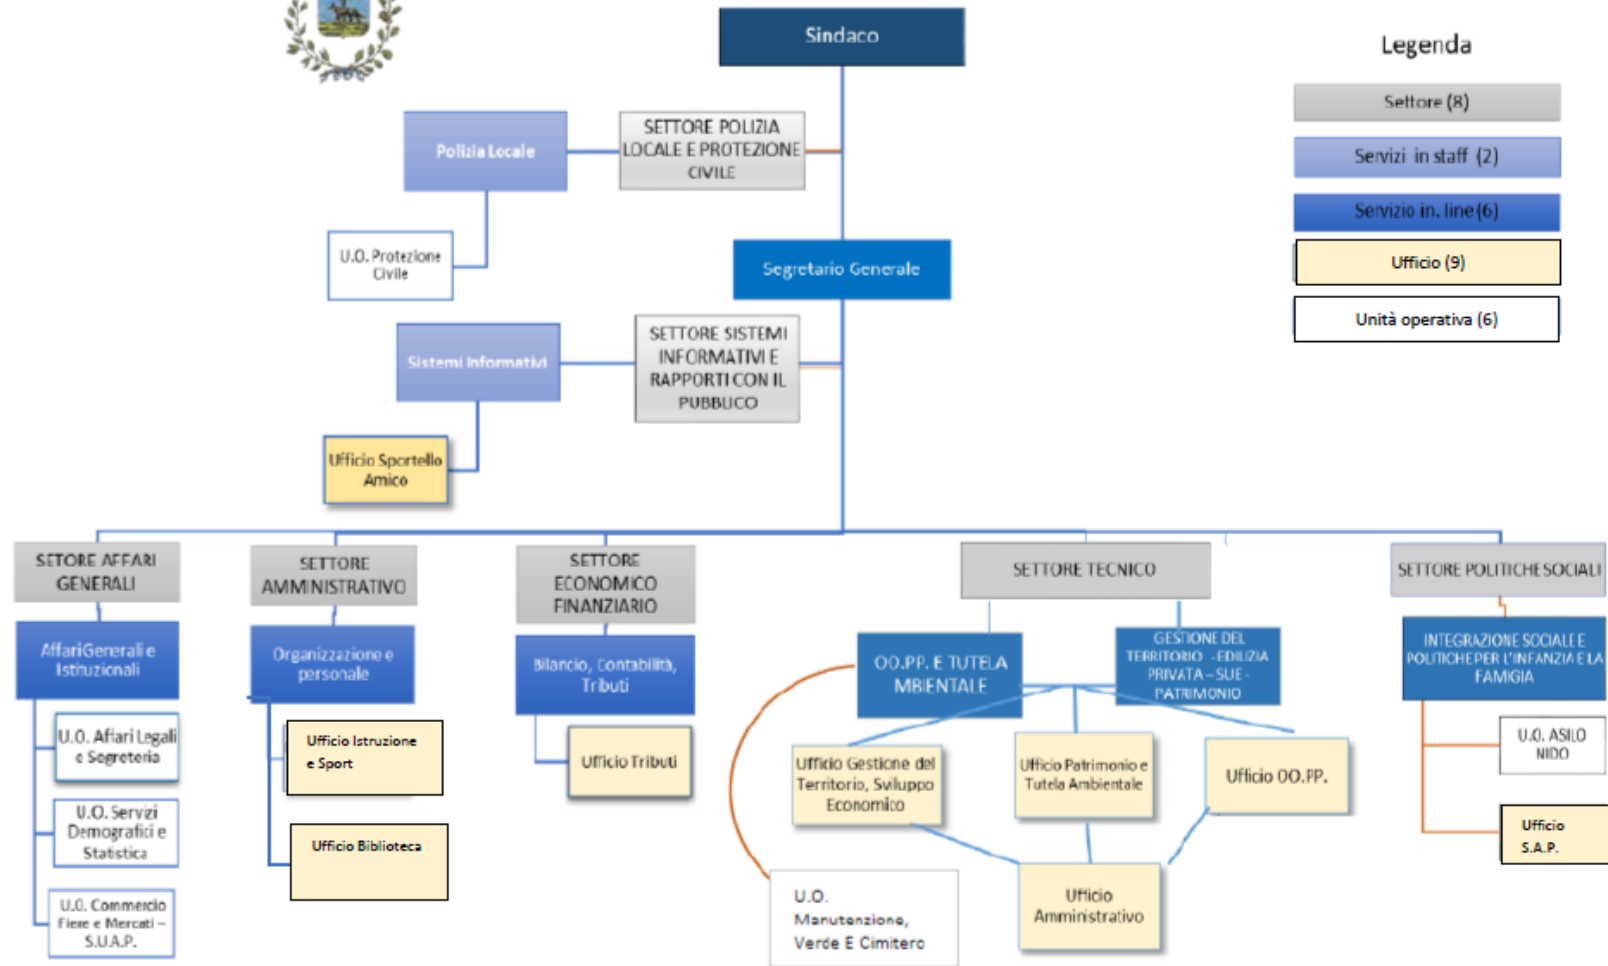 Sindaco
Legenda
Settore (8)
Servizi in staff (2)
Servizio in. line(6)
Ufficio (9)
Unità operativa (6)
Polizia Locale
SETTORE POLIZIA
LOCALE E PROTEZIONE
CIVILE
U.O. Protezione
Civile
Segretario Generale
Sistemi Informativi
SETTORE SISTEMI
INFORMATIVI E
RAPPORTI CON IL
PUBBLICO
Ufficio Sportello
Amico
SETORE AFFARI
GENERALI
SETTORE
AMMINISTRATIVO
SETTORE
ECONOMICO
FINANZIARIO
SETTORE TECNICO
SETTORE POLITICHE SOCIALI
Affari Generali e
Istituzionali
Organizzazione e
personale
Bilancio, Contabilità,
Tributi
OO.PP. E TUTELA
MBIENTALE
GESTIONE DEL
TERRITORIO - EDILIZIA
PRIVATA – SUE -
PATRIMONIO
INTEGRAZIONE SOCIALE E
POLITICHE PER L'INFANZIA E LA
FAMIGIA
U.O. Affari Legali
e Segreteria
U.O. Servizi
Demografici e
Statistica
U.O. Commercio
Fiere e Mercati –
S.U.A.P.
Ufficio Istruzione
e Sport
Ufficio Biblioteca
Ufficio Tributi
Ufficio Gestione del
Territorio, Sviluppo
Economico
Ufficio Patrimonio e
Tutela Ambientale
Ufficio OO.PP.
U.O.
Manutenzione,
Verde E Cimitero
Ufficio
Amministrativo
U.O. ASILO
NIDO
Ufficio
S.A.P.